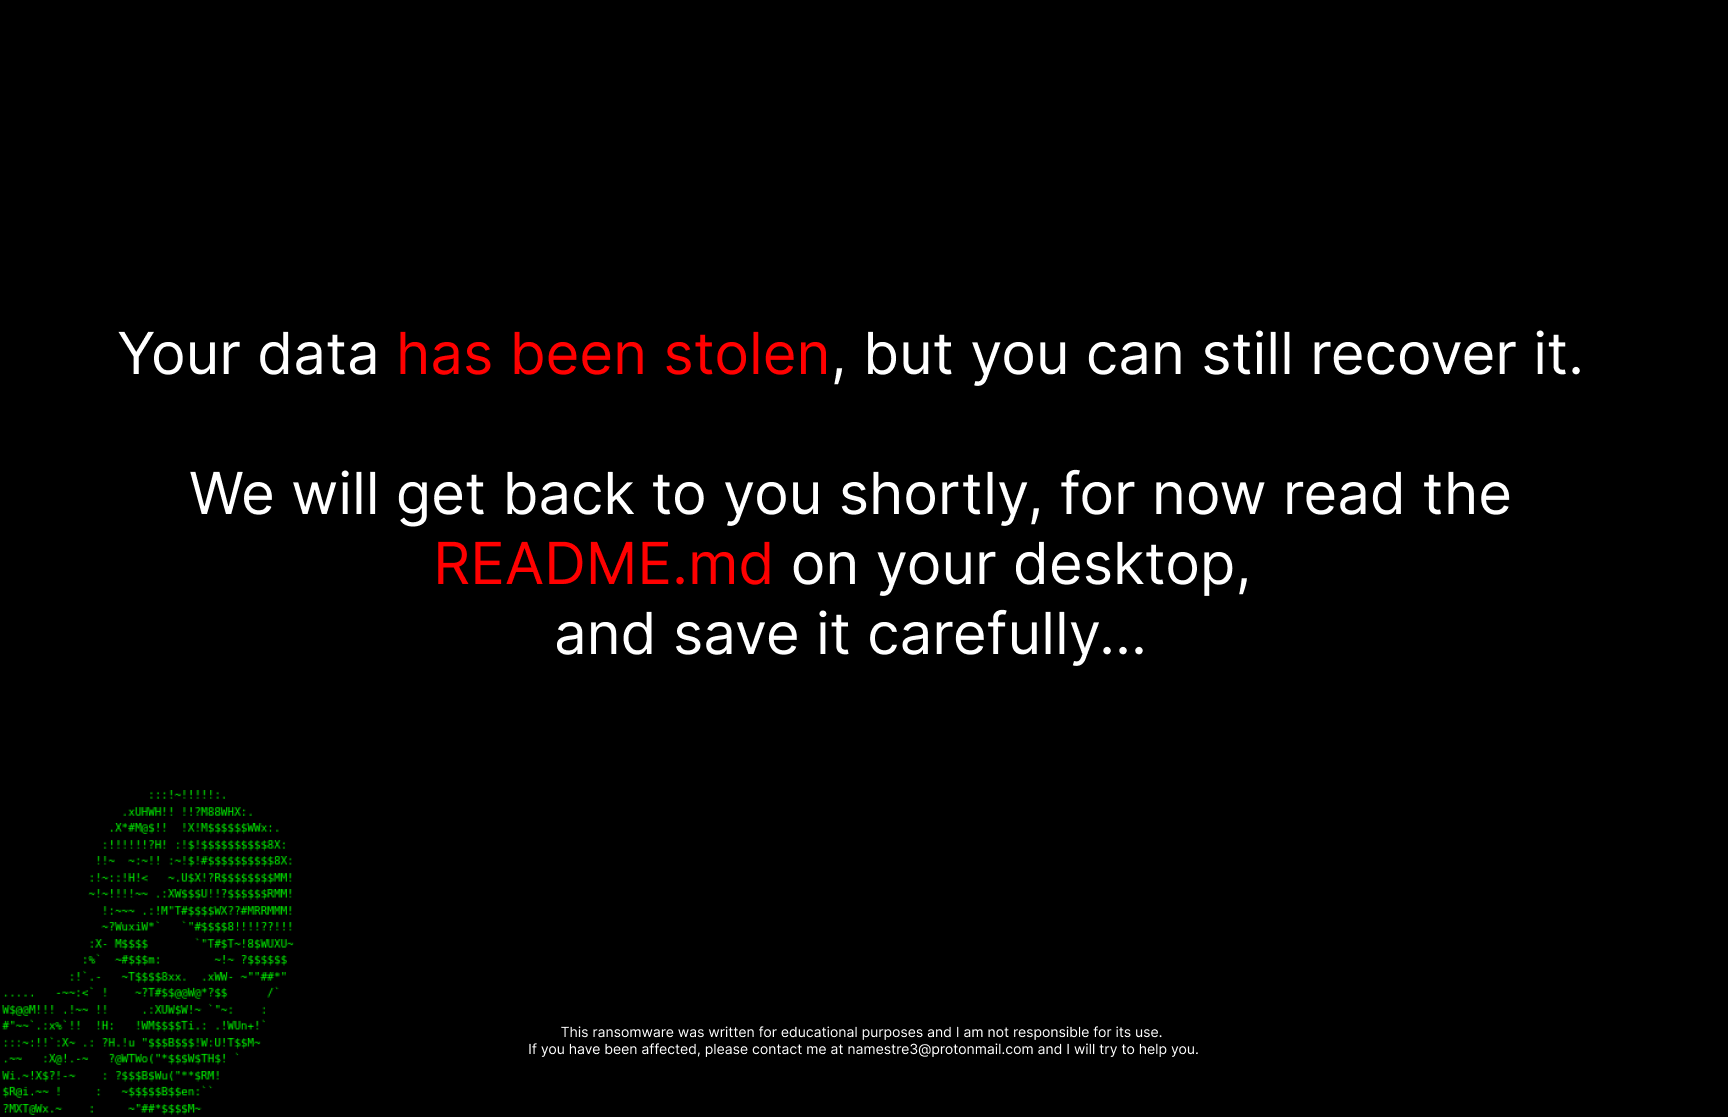 Your data has been stolen, but you can still recover it.
We will get back to you shortly, for now read the
README.md on your desktop,
and save it carefully...
This ransomware was written for educational purposes and I am not responsible for its use.
If you have been affected, please contact me at namestre3@protonmail.com and I will try to help you.